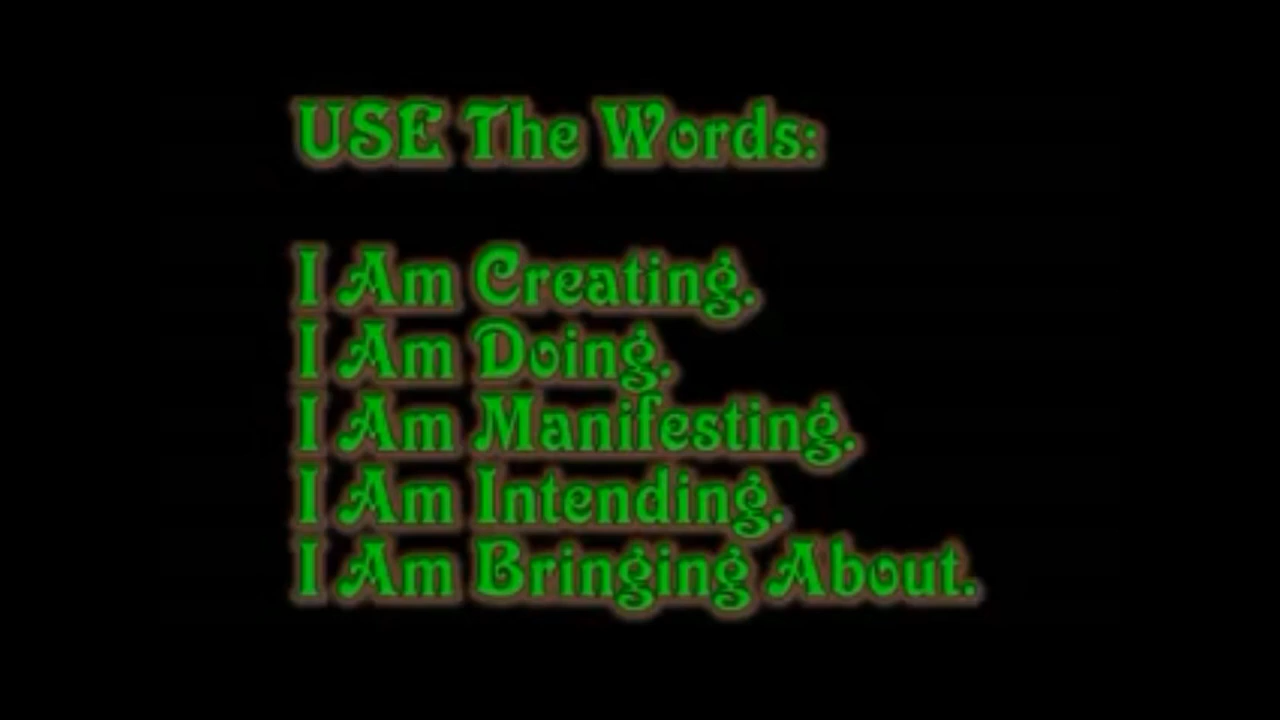 USE The Words:
I Am Creating.
I Am Doing.
I Am Manifesting.
I Am Intending.
I Am Bringing About.